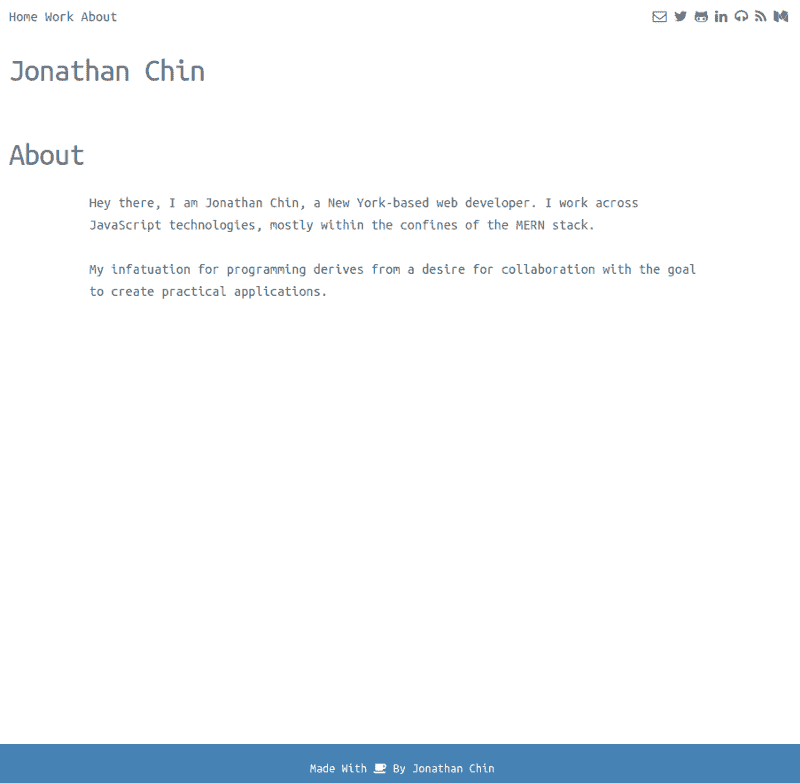 Home Work About
Jonathan Chin
About
Hey there, I am Jonathan Chin, a New York-based web developer. I work across
JavaScript technologies, mostly within the confines of the MERN stack.
My infatuation for programming derives from a desire for collaboration with the goal
to create practical applications.
Made With By Jonathan Chin